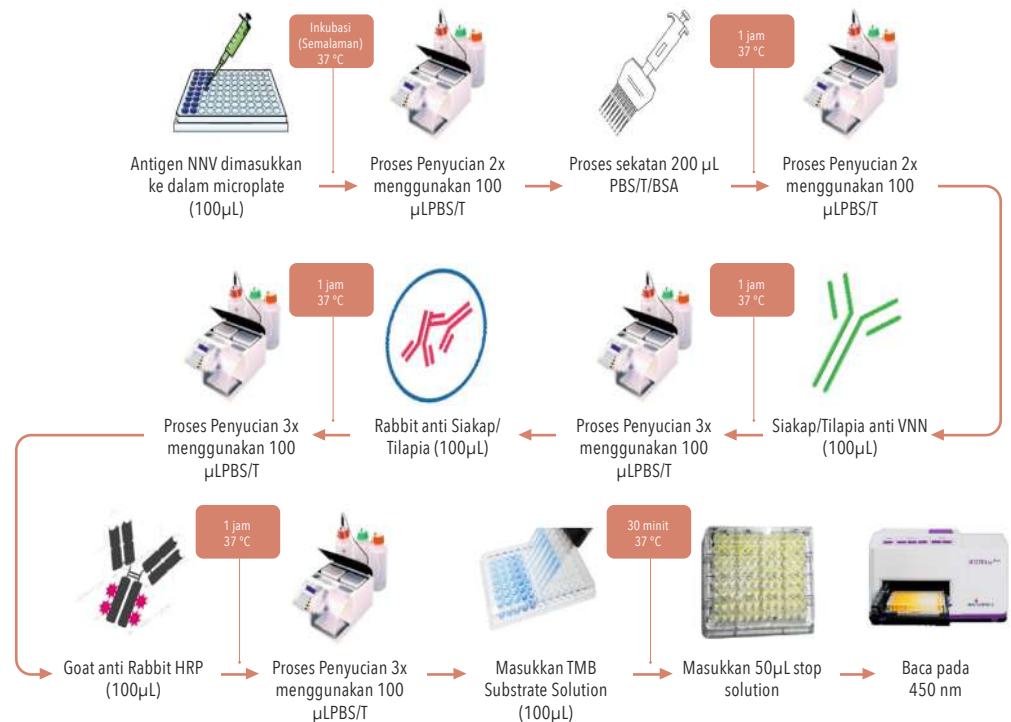 Inkubasi
(Semalaman)
37 °C
1 jam
37 °C
Antigen NNV dimasukkan
ke dalam microplate
(100µL)
Proses Penyucian 2x
menggunakan 100
µLPBS/T
Proses sekatan 200 µL
PBS/T/BSA
Proses Penyucian 2x
menggunakan 100
µLPBS/T
1 jam
37 °C
1 jam
37 °C
Proses Penyucian 3x
menggunakan 100
µLPBS/T
Rabbit anti Siakap/
Tilapia (100µL)
Proses Penyucian 3x
menggunakan 100
µLPBS/T
Siakap/Tilapia anti VNN
(100µL)
1 jam
37 °C
30 minit
37 °C
Goat anti Rabbit HRP
(100µL)
Proses Penyucian 3x
menggunakan 100
µLPBS/T
Masukkan TMB
Substrate Solution
(100µL)
Masukkan 50µL stop
solution
Baca pada
450 nm